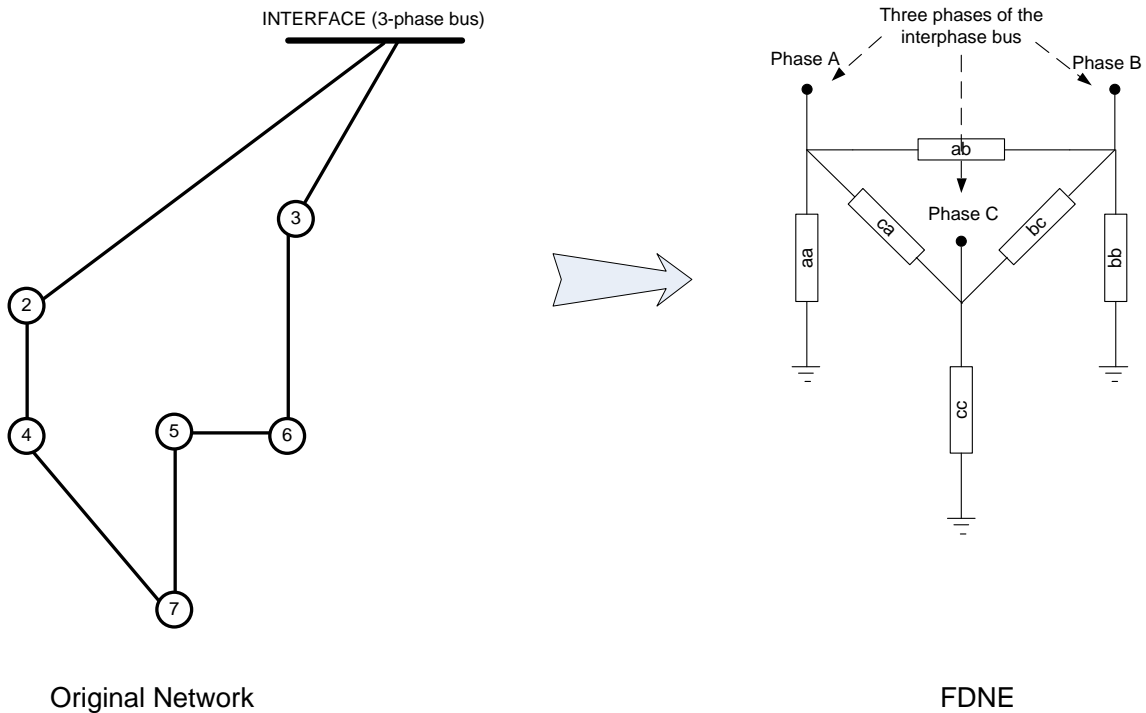 INTERFACE (3-phase bus)
3
2
4
5
6
7
Original Network
Three phases of the
interphase bus
Phase A
Phase B
ab
Phase C
ca
bc
aa
bb
cc
FDNE